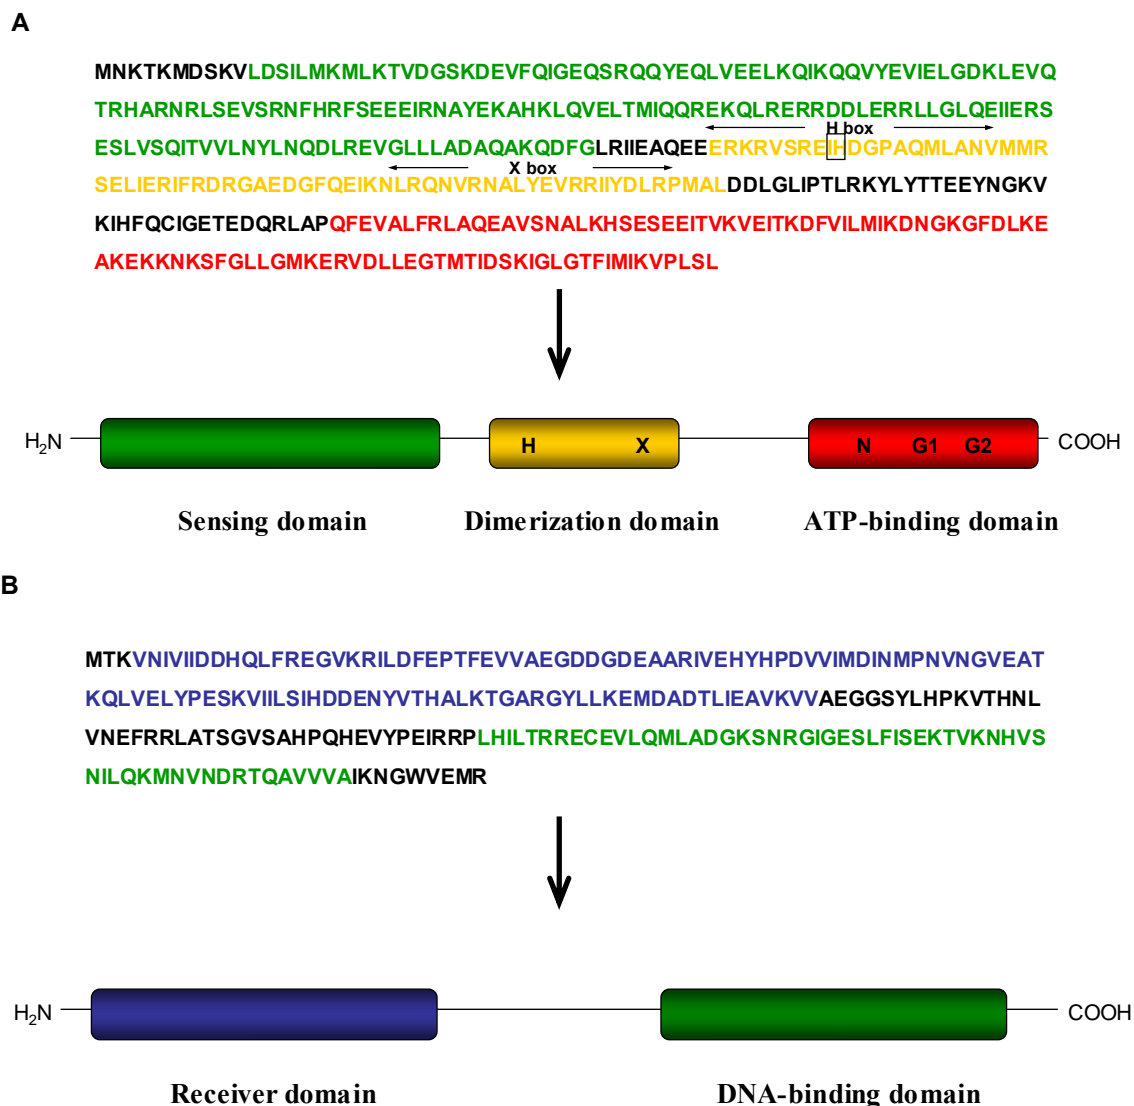 A
MNKTKMDSKVLDSILMKMLKTVDGSKDEVFQIGEQSRQQYEQLVEELKQIKQQVYEVIELGDKLEVQ
TRHARNRLSEVSRNFHRFSEEEIRNAYEKAHKLQVELTMIQQREKQLRERRDDLERRLLGLQEIIERS
H box
ESLVSQITVVLNYLNQDLREVGLLLADAQAKQDFGLRIIEAQEEERKRVSREIHDGPAQMLANVMMR
X box
SELIERIFRDRGAEDGFQEIKNLRQNVRNALYEVRRIIYDLRPMALDDLGLIPTLRKYLYTTEEYNGKV
KIHFQCIGETEDQRLAPQFEVALFRLAQEAVSNALKHSESEEITVKVEITKDFVILMIKDNGKGFDLKE
AKEKKNKSFGLLGMKERVDLLEGTMTIDSKIGLGTFIMIKVPLSL
H₂N H X N G1 G2 COOH
Sensing domain Dimerization domain ATP-binding domain
B
MTKVNIVIIDDHQLFREGVKRILDFEPTFEVVAEGDDGDEAARIVEHYHPDVVIMDINMPNVNGVEAT
KQLVELYPESKVIILSIHDDENYVTHALKTGARGYLLKEMDADTLIEAVKVVAEGGSYLHPKVTHNL
VNEFRRLATSGVSAHPQHEVYPEIRRPLHILTRRECEVLQMLADGKSNRGIGESLFISEKTVKNHVS
NILQKMNVNDRTQAVVVAIKNGWVEMR
H₂N COOH
Receiver domain DNA-binding domain